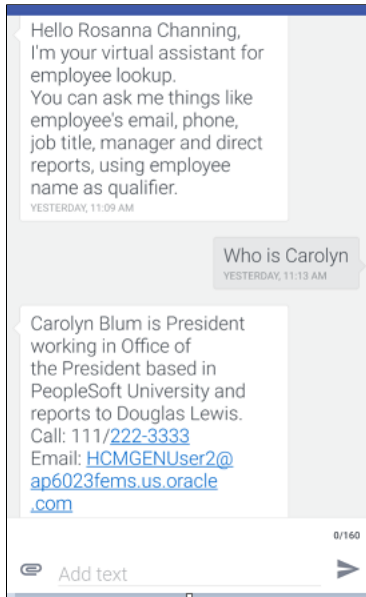 Hello Rosanna Channing,
I'm your virtual assistant for
employee lookup.
You can ask me things like
employee's email, phone,
job title, manager and direct
reports, using employee
name as qualifier.
YESTERDAY, 11:09 AM
Who is Carolyn
YESTERDAY, 11:13 AM
Carolyn Blum is President
working in Office of
the President based in
PeopleSoft University and
reports to Douglas Lewis.
Call: 111/222-3333
Email: HCMGENUser2@
ap6023fems.us.oracle
.com
0/160
Add text